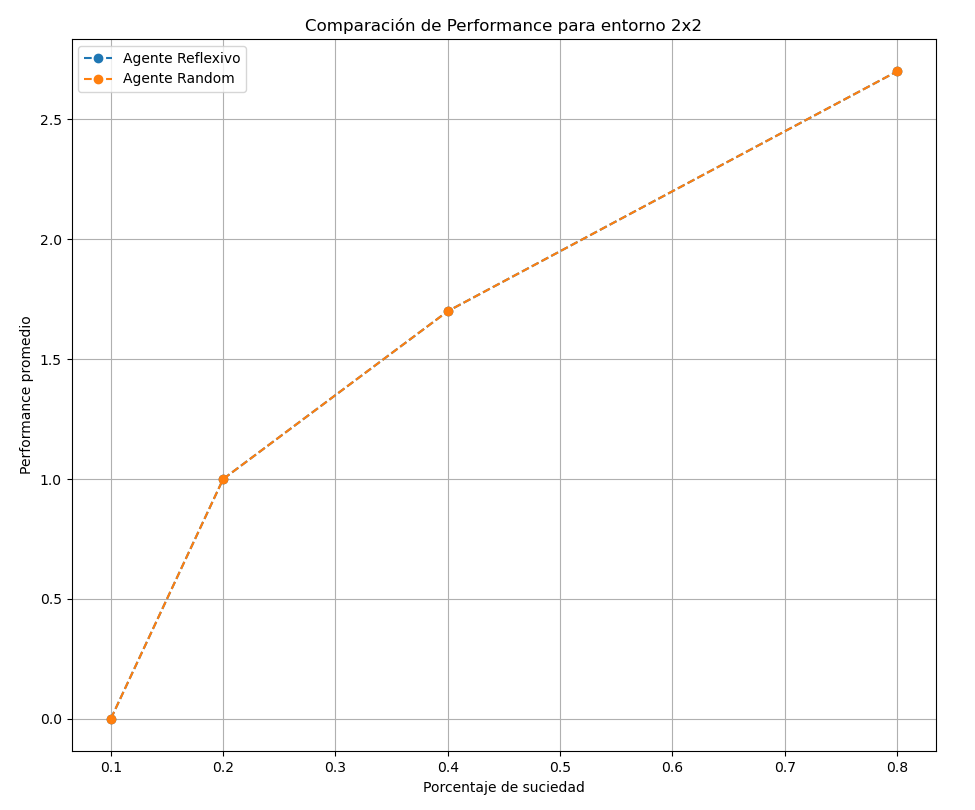 Comparación de Performance para entorno 2x2
Agente Reflexivo
Agente Random
Performance promedio
2.5
2.0
1.5
1.0
0.5
0.0
0.1 0.2 0.3 0.4 0.5 0.6 0.7 0.8
Porcentaje de suciedad